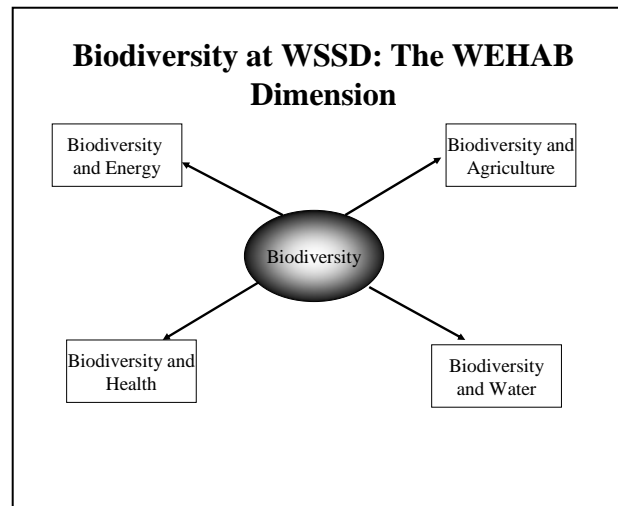 Biodiversity at WSSD: The WEHAB
Dimension
Biodiversity
and Energy
Biodiversity and
Agriculture
Biodiversity
Biodiversity and
Health
Biodiversity
and Water